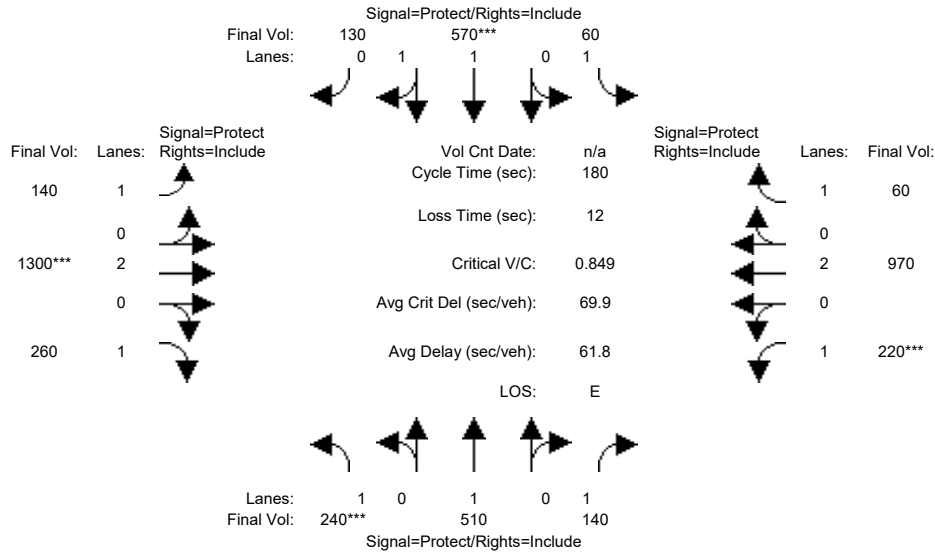 Signal=Protect/Rights=Include
Final Vol: 130 570*** 60
Lanes: 0 1 1 0 1
Signal=Protect
Final Vol: Lanes: Rights=Include
Vol Cnt Date: n/a
Signal=Protect
Rights=Include Lanes: Final Vol:
Cycle Time (sec): 180
140 1
1 60
Loss Time (sec): 12
0
0
1300*** 2
Critical V/C: 0.849
2 970
0
Avg Crit Del (sec/veh): 69.9
0
260 1
Avg Delay (sec/veh): 61.8
1 220***
LOS: E
Lanes: 1 0 1 0 1
Final Vol: 240*** 510 140
Signal=Protect/Rights=Include